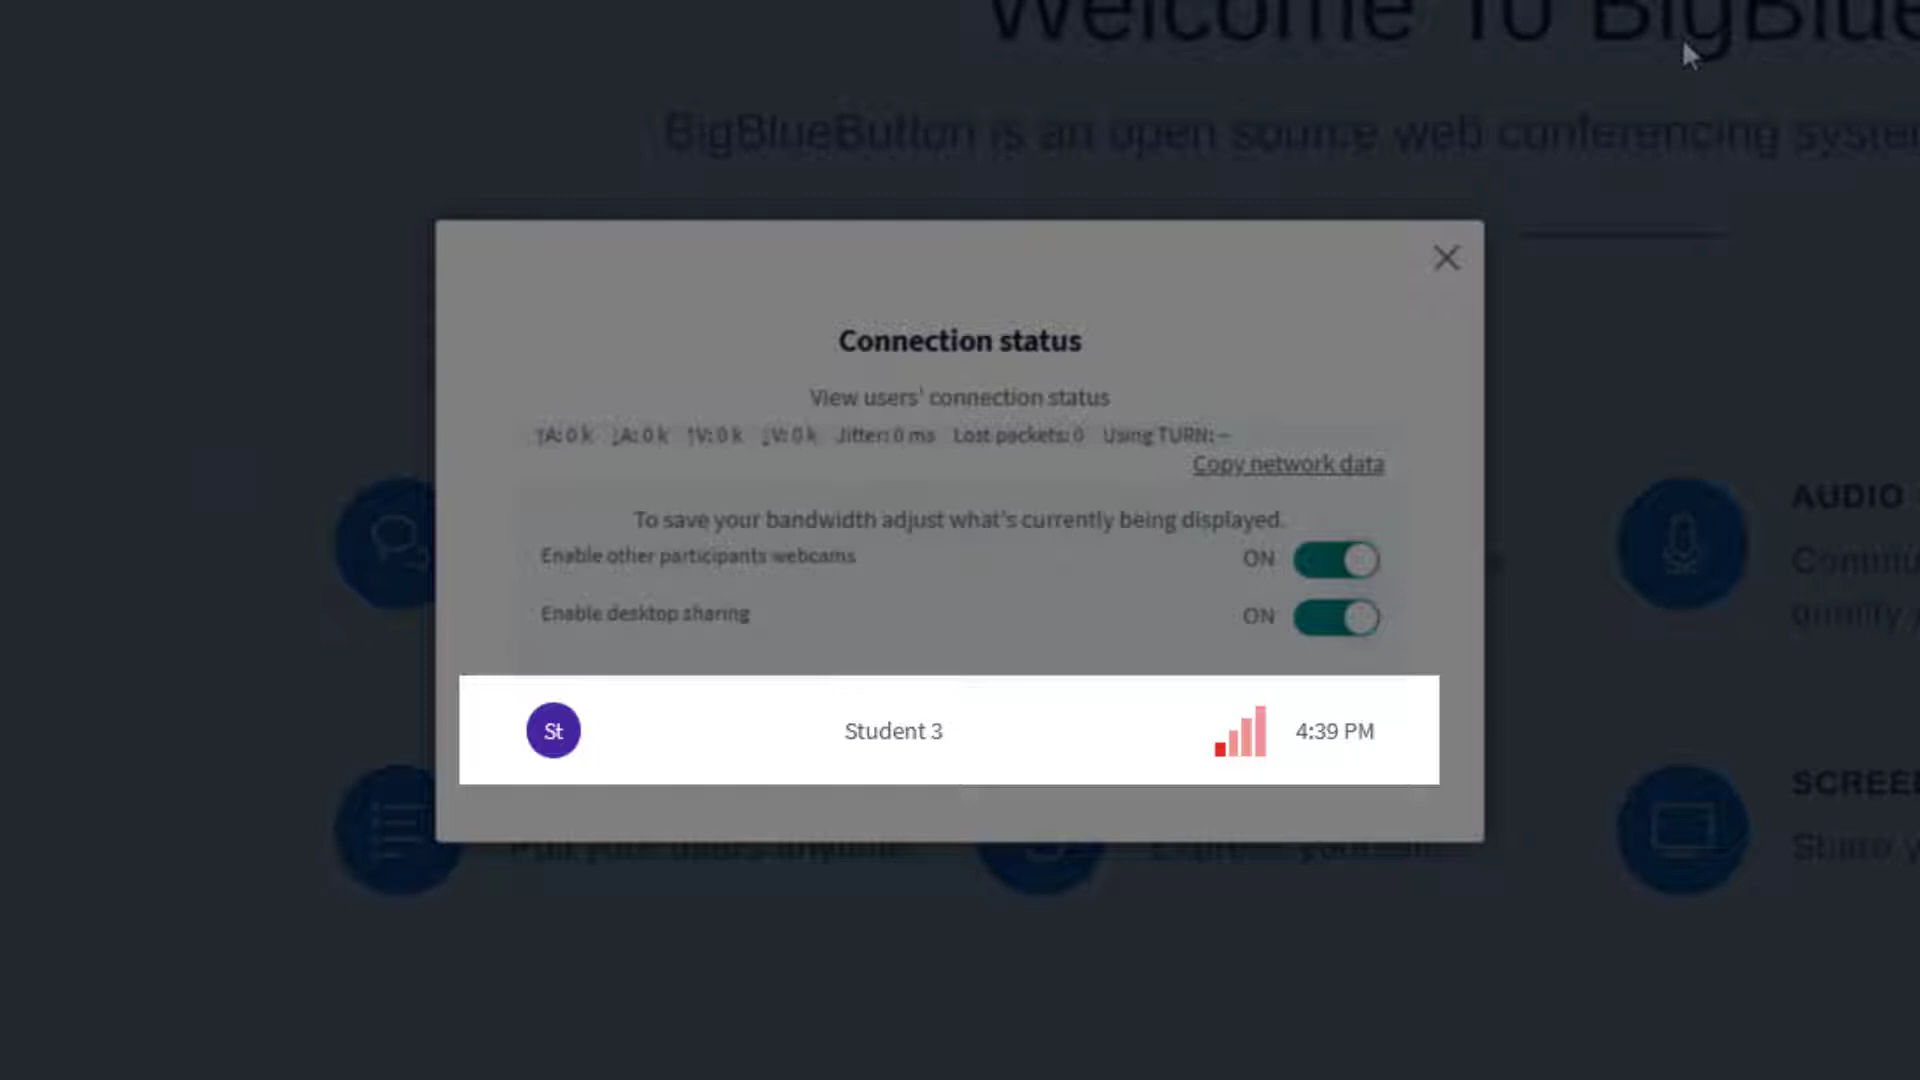 Welcome To BigBlue
BigBlueButton is an open source web conferencing system
Connection status
View users' connection status
↑A: 0 k ↓A: 0 k ↑V: 0 k ↓V: 0 k Jitter: 0 ms Lost packets: 0 Using TURN: -
Copy network data
To save your bandwidth adjust what's currently being displayed.
Enable other participants webcams ON
Enable desktop sharing ON
St Student 3 4:39 PM
AUDIO
quality
SCREE
Share y